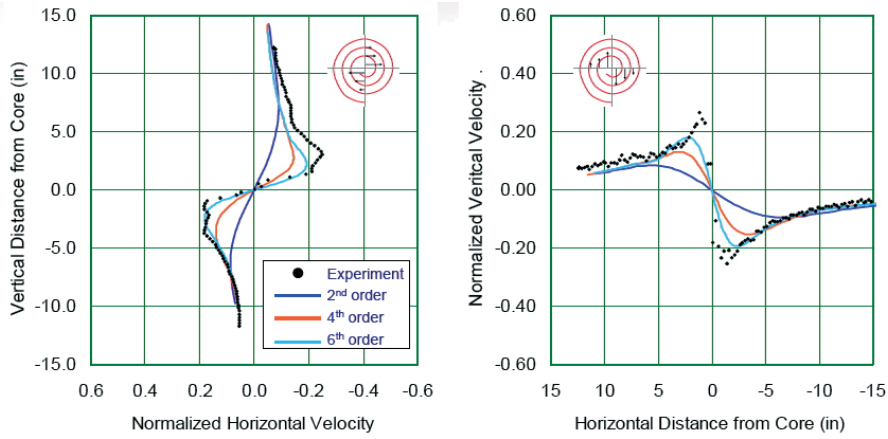 15.0
10.0
5.0
0.0
-5.0
-10.0
-15.0
Vertical Distance from Core (in)
0.6 0.4 0.2 0.0 -0.2 -0.4 -0.6
Normalized Horizontal Velocity
Experiment
2nd order
4th order
6th order
0.60
0.40
0.20
0.00
-0.20
-0.40
-0.60
Normalized Veritcal Velocity .
15 10 5 0 -5 -10 -15
Horizontal Distance from Core (in)